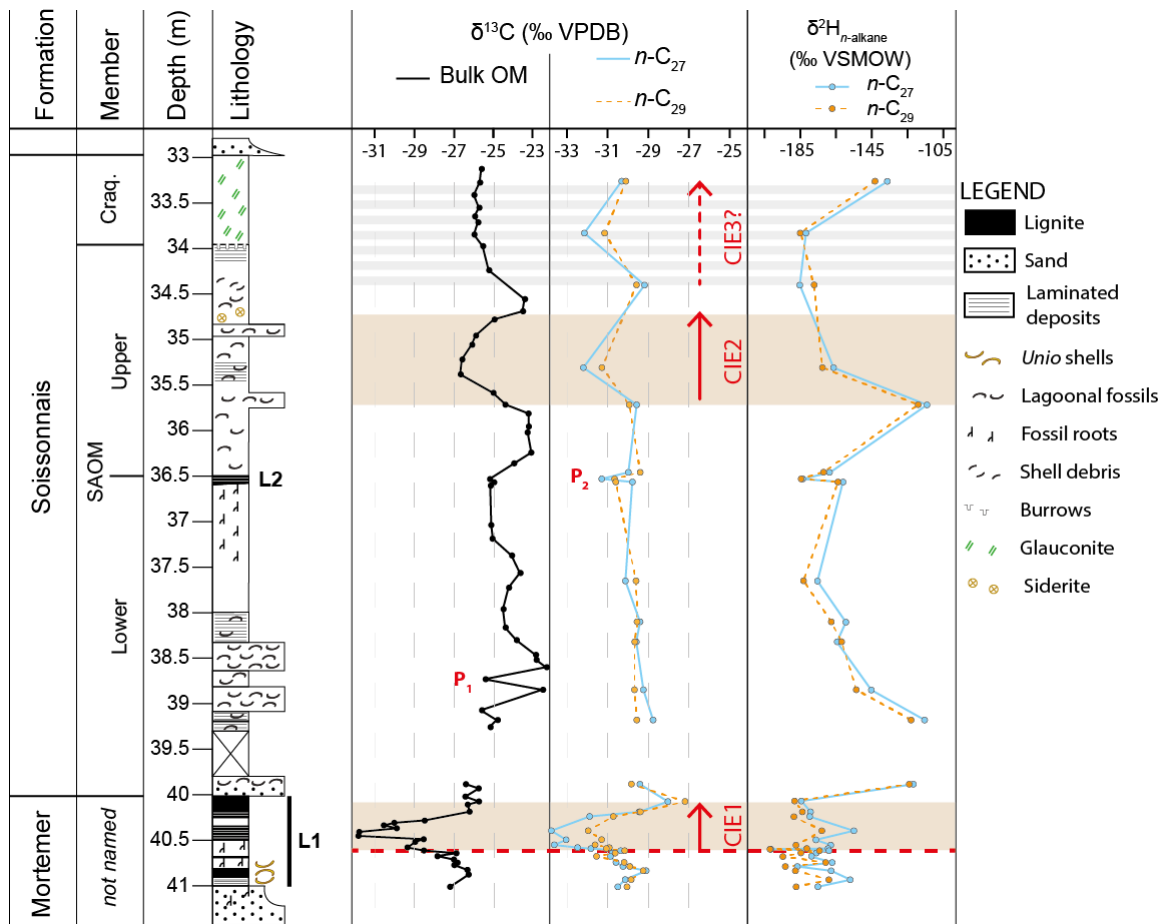 Formation
Member
Depth (m)
Lithology
δ¹³C (‰ VPDB)
Bulk OM
n-C₂₇
n-C₂₉
δ²Hₙ₋ₐₗₖₐₙₑ
(‰ VSMOW)
n-C₂₇
n-C₂₉
-31 -29 -27 -25 -23
-33 -31 -29 -27 -25
-185 -145 -105
33
33.5
34
34.5
35
35.5
36
36.5
37
37.5
38
38.5
39
39.5
40
40.5
41
Soissonnais
Mortemer
Craq.
Upper
SAOM
Lower
not named
L2
L1
P₁
P₂
CIE3?
CIE2
CIE1
LEGEND
Lignite
Sand
Laminated
deposits
Unio shells
Lagoonal fossils
Fossil roots
Shell debris
Burrows
Glauconite
Siderite